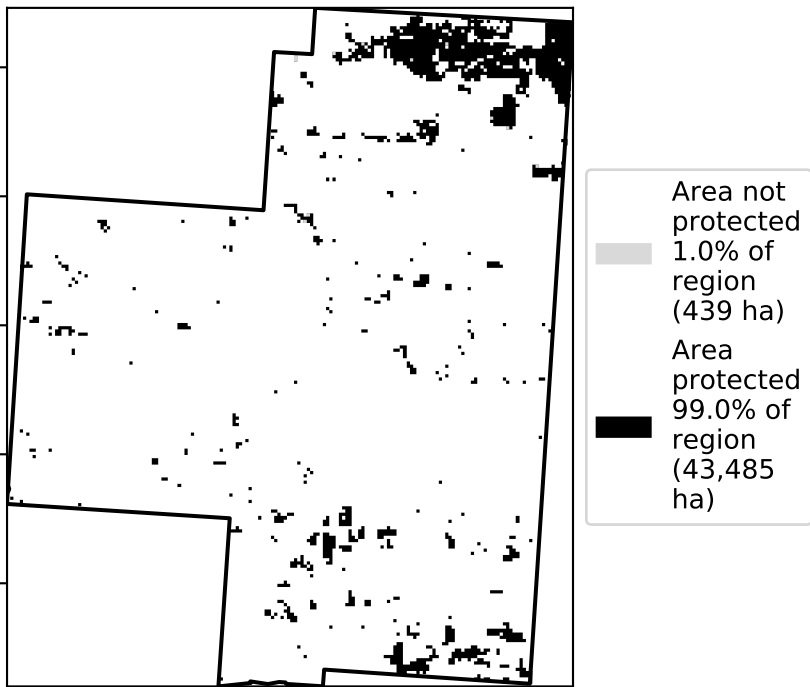 Area not
protected
1.0% of
region
(439 ha)
Area
protected
99.0% of
region
(43,485
ha)